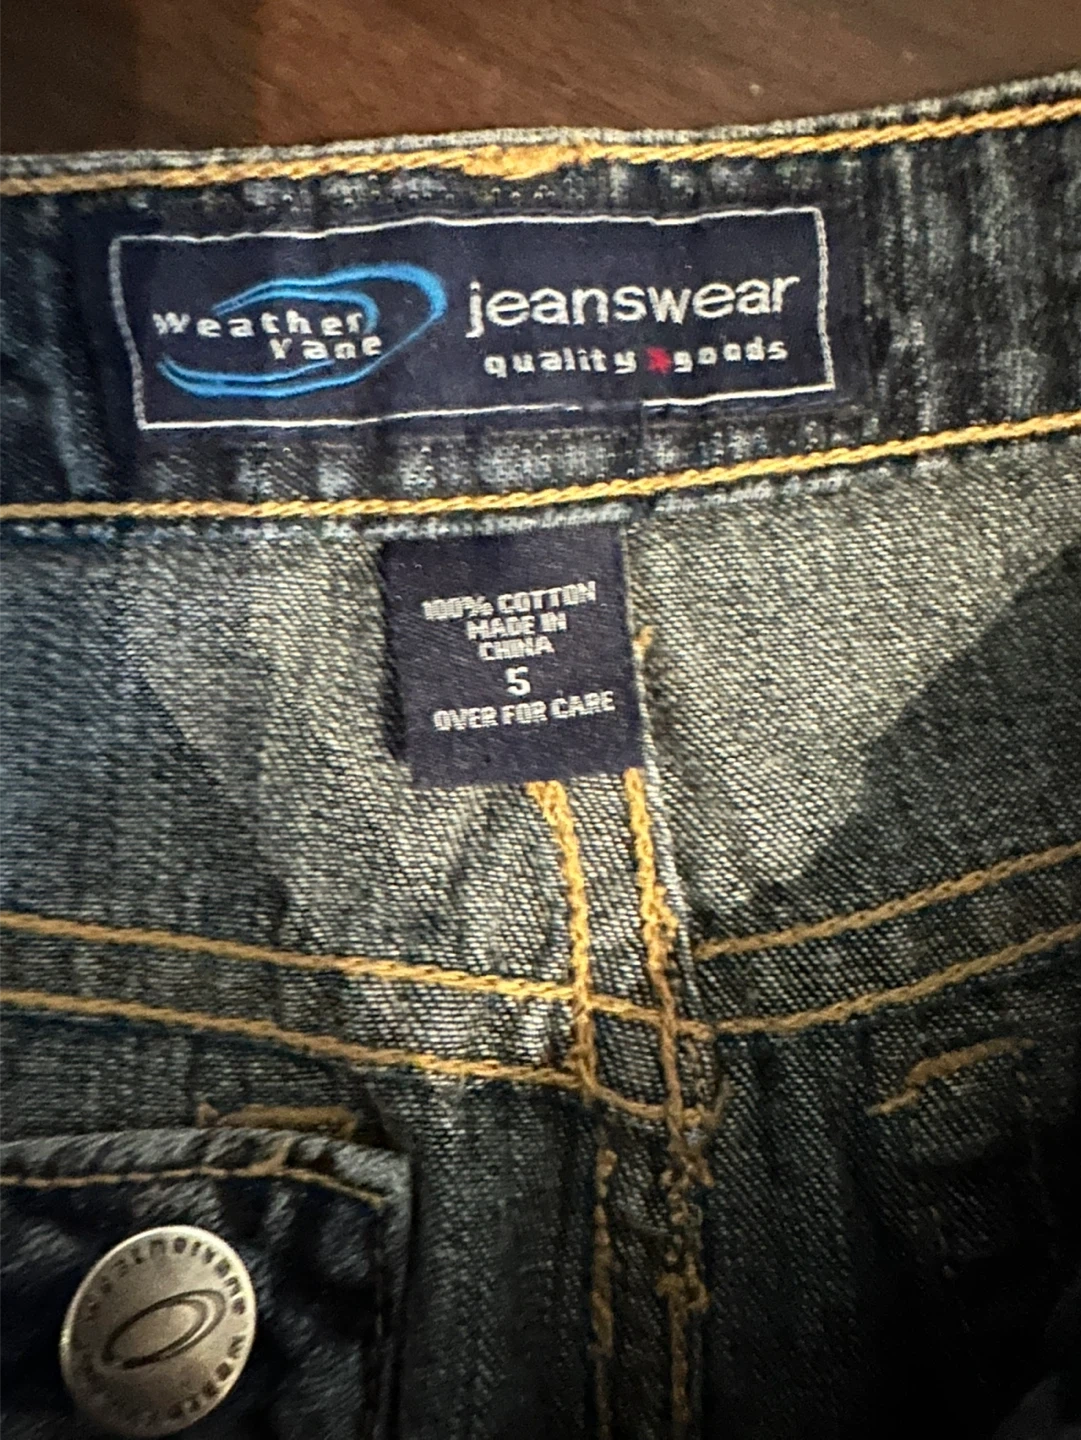 weather
vane
jeanswear
quality goods
100% COTTON
MADE IN
CHINA
5
OVER FOR CARE